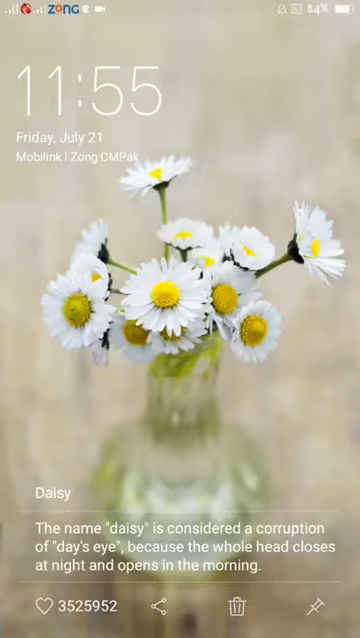 ZONG 84%
11:55
Friday, July 21
Mobilink | Zong CMPak
Daisy
The name "daisy" is considered a corruption
of "day's eye", because the whole head closes
at night and opens in the morning.
3525952